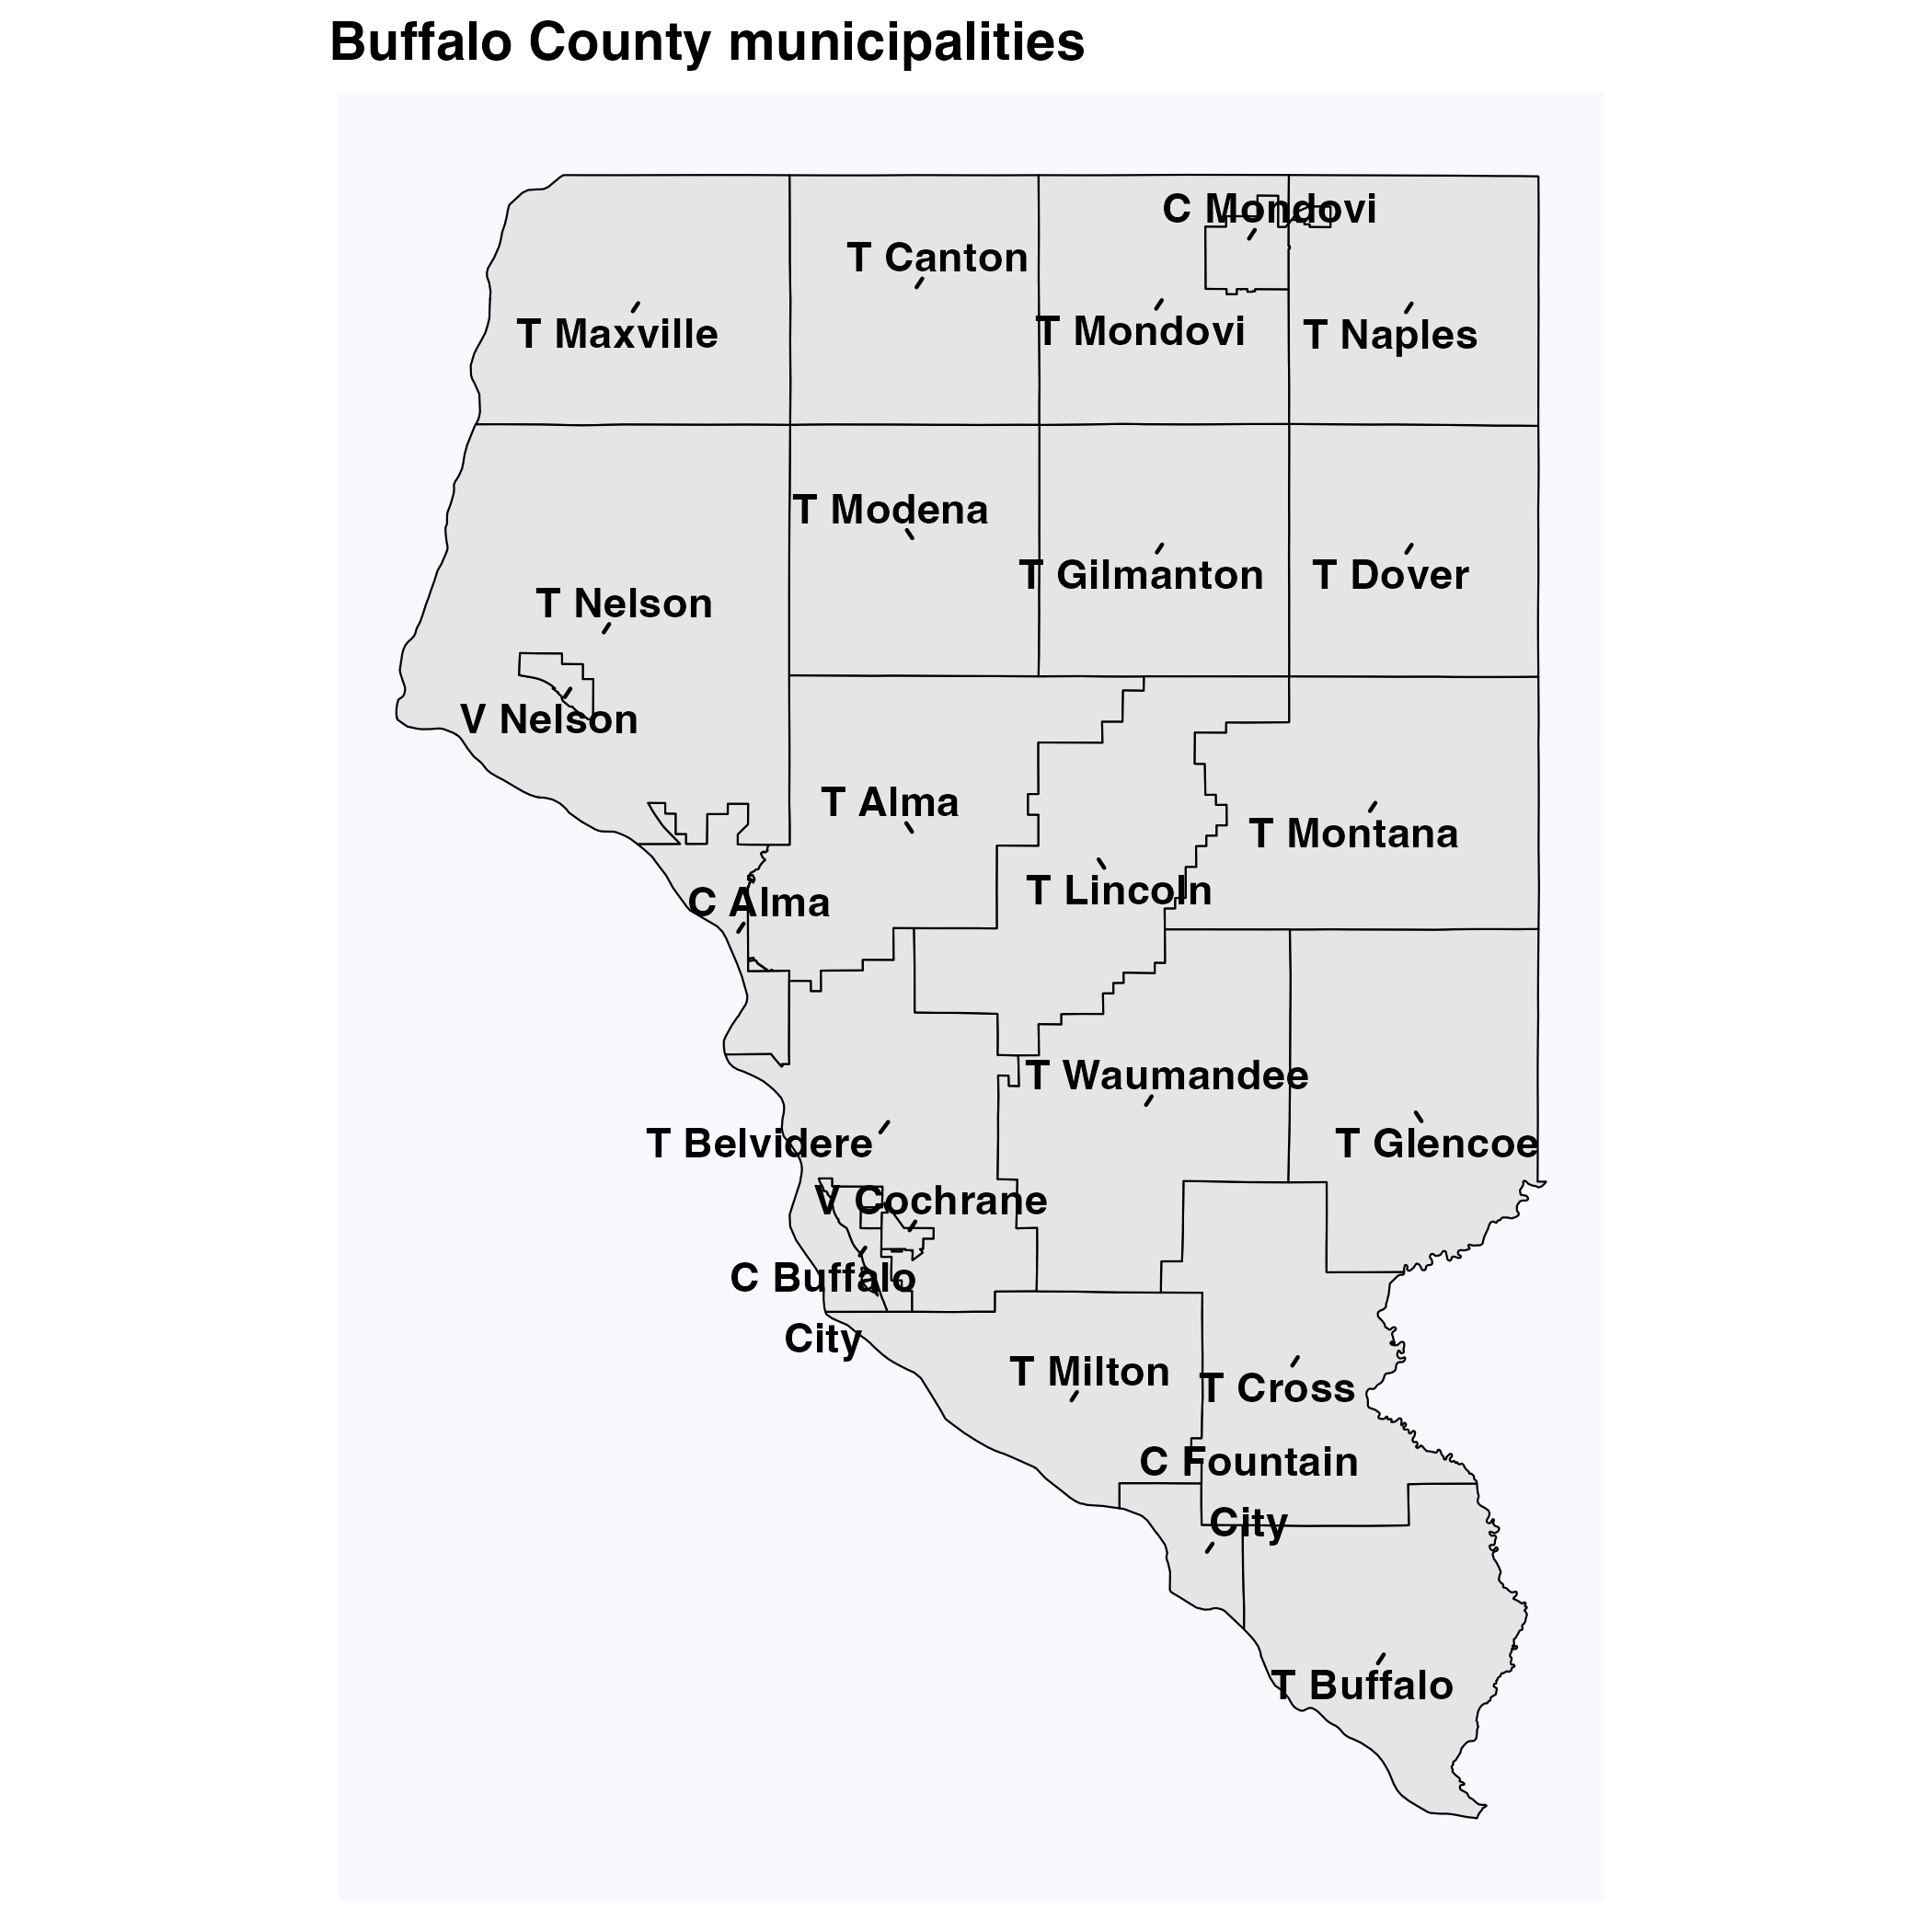 Buffalo County municipalities
C Mondovi
T Canton
T Maxville
T Mondovi
T Naples
T Modena
T Gilmanton
T Dover
T Nelson
V Nelson
T Alma
T Montana
T Lincoln
C Alma
T Waumandee
T Belvidere
T Glencoe
V Cochrane
C Buffalo
City
T Milton
T Cross
C Fountain
City
T Buffalo